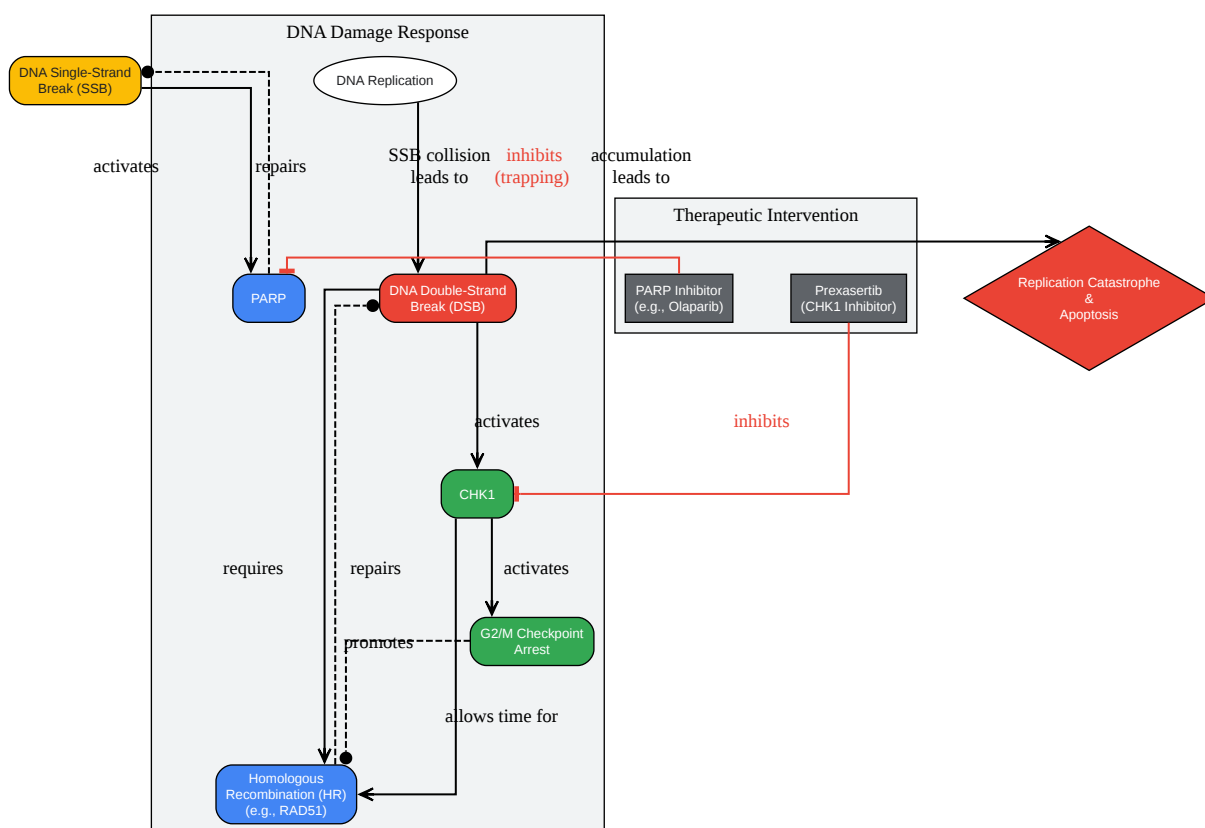 DNA Damage Response
DNA Single-Strand
Break (SSB)
DNA Replication
activates
repairs
SSB collision
leads to
inhibits
(trapping)
accumulation
leads to
Therapeutic Intervention
PARP
DNA Double-Strand
Break (DSB)
PARP Inhibitor
(e.g., Olaparib)
Prexasertib
(CHK1 Inhibitor)
Replication Catastrophe
&
Apoptosis
activates
inhibits
CHK1
requires
repairs
activates
G2/M Checkpoint
Arrest
promotes
allows time for
Homologous
Recombination (HR)
(e.g., RAD51)